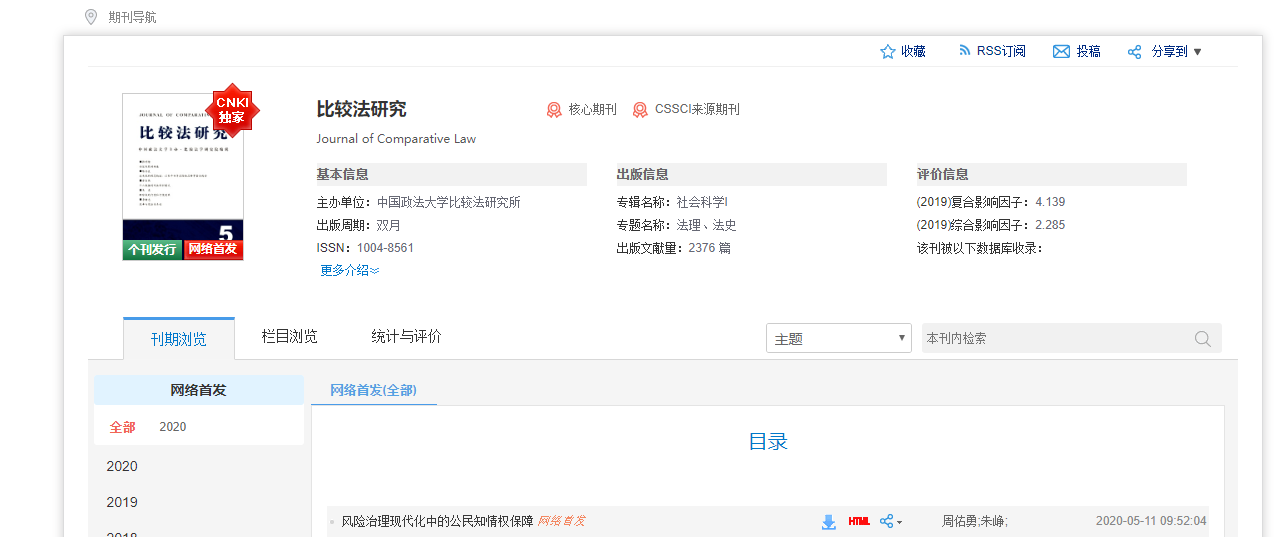 期刊导航
收藏
RSS订阅
投稿
分享到
CNKI
独家
JOURNAL OF COMPARATIVE
比较法研究
5
个刊发行
网络首发
比较法研究
核心期刊
CSSCI来源期刊
Journal of Comparative Law
基本信息
主办单位：中国政法大学比较法研究所
出版周期：双月
ISSN：1004-8561
更多介绍
出版信息
专辑名称：社会科学I
专题名称：法理、法史
出版文献量：2376 篇
评价信息
(2019)复合影响因子：4.139
(2019)综合影响因子：2.285
该刊被以下数据库收录：
刊期浏览
栏目浏览
统计与评价
主题
本刊内检索
网络首发
全部 2020
2020
2019
2018
网络首发(全部)
目录
风险治理现代化中的公民知情权保障 网络首发 HTML 周佑勇;朱峥; 2020-05-11 09:52:04